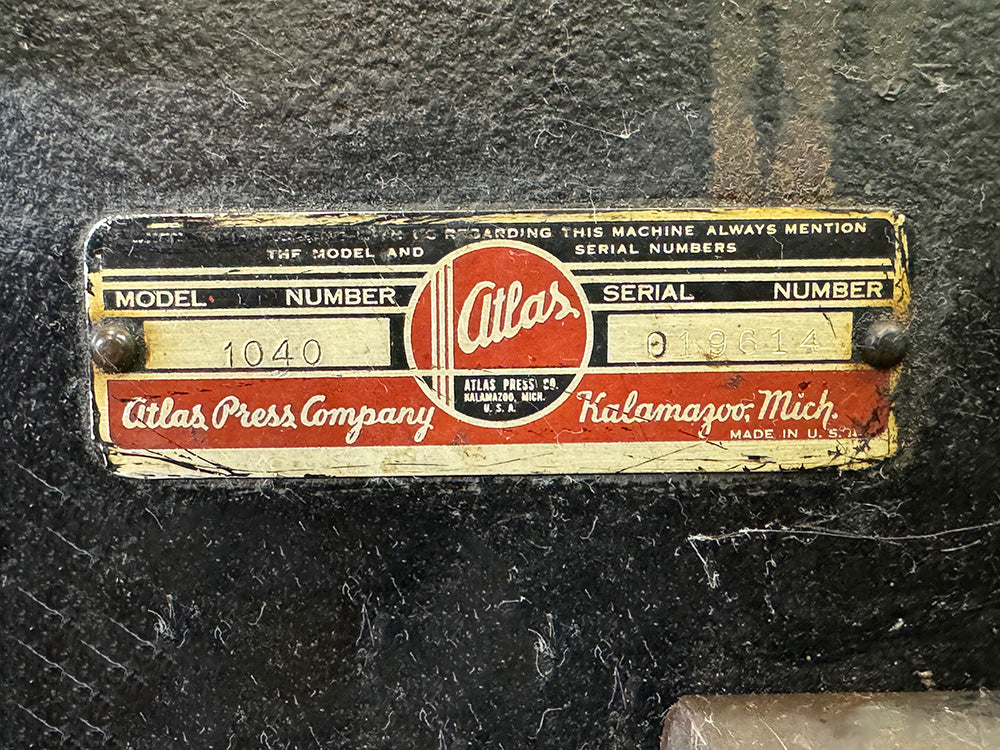 REGARDING THIS MACHINE ALWAYS MENTION
THE MODEL AND SERIAL NUMBERS
MODEL NUMBER
SERIAL NUMBER
1040
019614
Atlas
ATLAS PRESS CO.
KALAMAZOO, MICH.
U. S. A.
Atlas Press Company
Kalamazoo, Mich.
MADE IN U. S. A.